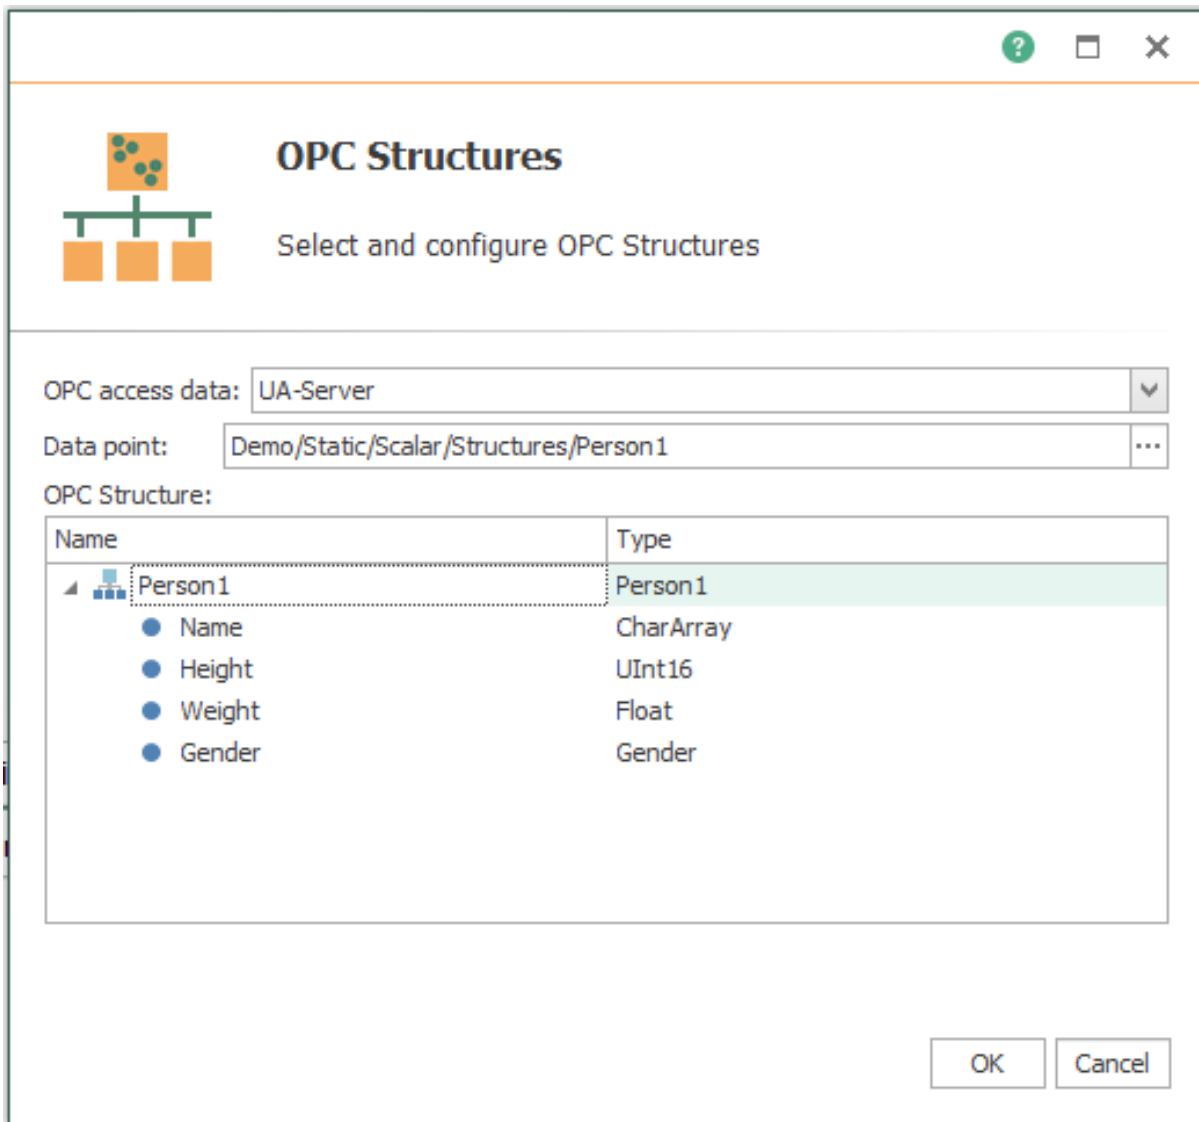 ?
OPC Structures
Select and configure OPC Structures
OPC access data: UA-Server
Data point: Demo/Static/Scalar/Structures/Person1 ...
OPC Structure:
Name Type
Person1 Person1
Name CharArray
Height UInt16
Weight Float
Gender Gender
OK Cancel